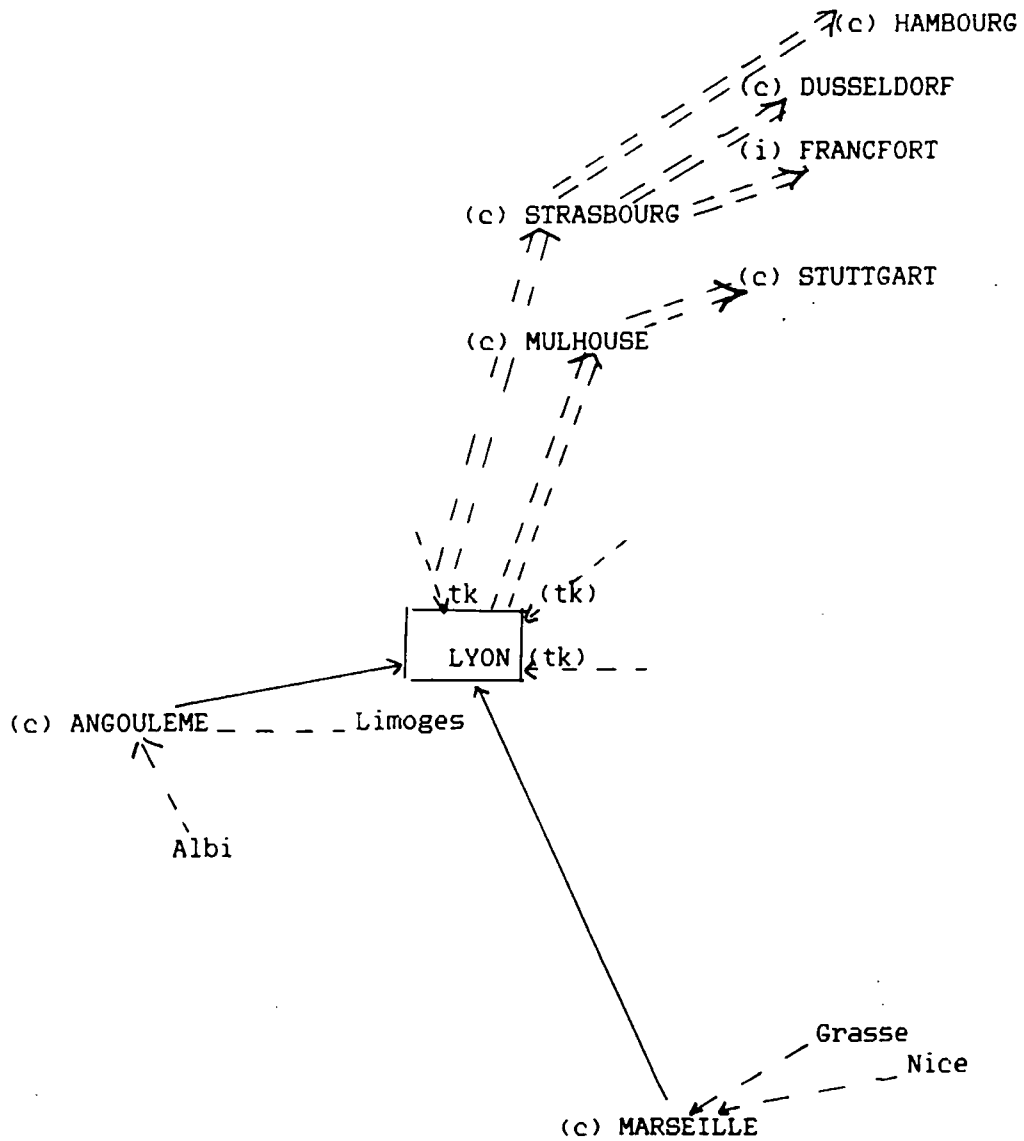 (c) HAMBOURG
(c) DUSSELDORF
(i) FRANCFORT
(c) STRASBOURG
(c) STUTTGART
(c) MULHOUSE
tk (tk)
LYON (tk)
(c) ANGOULEME Limoges
Albi
Grasse
Nice
(c) MARSEILLE